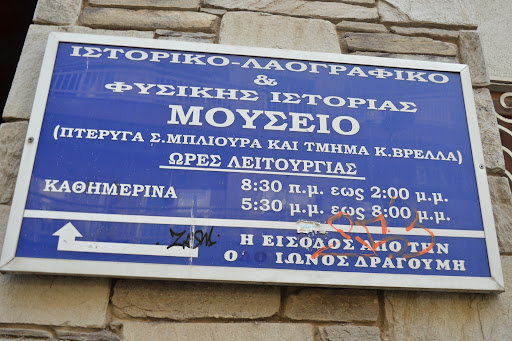 ΙΣΤΟΡΙΚΟ-ΛΑΟΓΡΑΦΙΚΟ
&
ΦΥΣΙΚΗΣ ΙΣΤΟΡΙΑΣ
ΜΟΥΣΕΙΟ
(ΠΤΕΡΥΓΑ Σ.ΜΠΛΙΟΥΡΑ ΚΑΙ ΤΜΗΜΑ Κ.ΒΡΕΛΛΑ)
ΩΡΕΣ ΛΕΙΤΟΥΡΓΙΑΣ
ΚΑΘΗΜΕΡΙΝΑ 8:30 π.μ. εως 2:00 μ.μ.
5:30 μ.μ. εως 8:00 μ.μ.
Η ΕΙΣΟΔΟΣ ΑΠΟ ΤΗΝ
ΙΩΝΟΣ ΔΡΑΓΟΥΜΗ